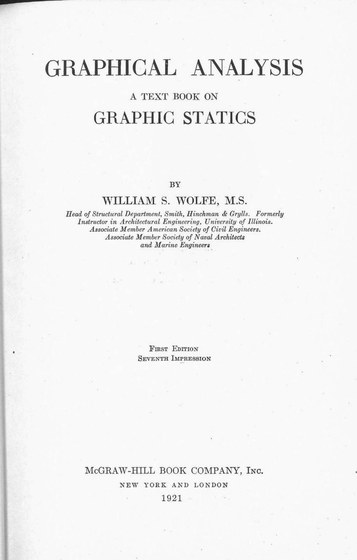 GRAPHICAL ANALYSIS
A TEXT BOOK ON
GRAPHIC STATICS
BY
WILLIAM S. WOLFE, M.S.
Head of Structural Department, Smith, Hinchman & Grylls. Formerly
Instructor in Architectural Engineering, University of Illinois.
Associate Member American Society of Civil Engineers.
Associate Member Society of Naval Architects
and Marine Engineers
First Edition
Seventh Impression
McGRAW-HILL BOOK COMPANY, Inc.
NEW YORK AND LONDON
1921